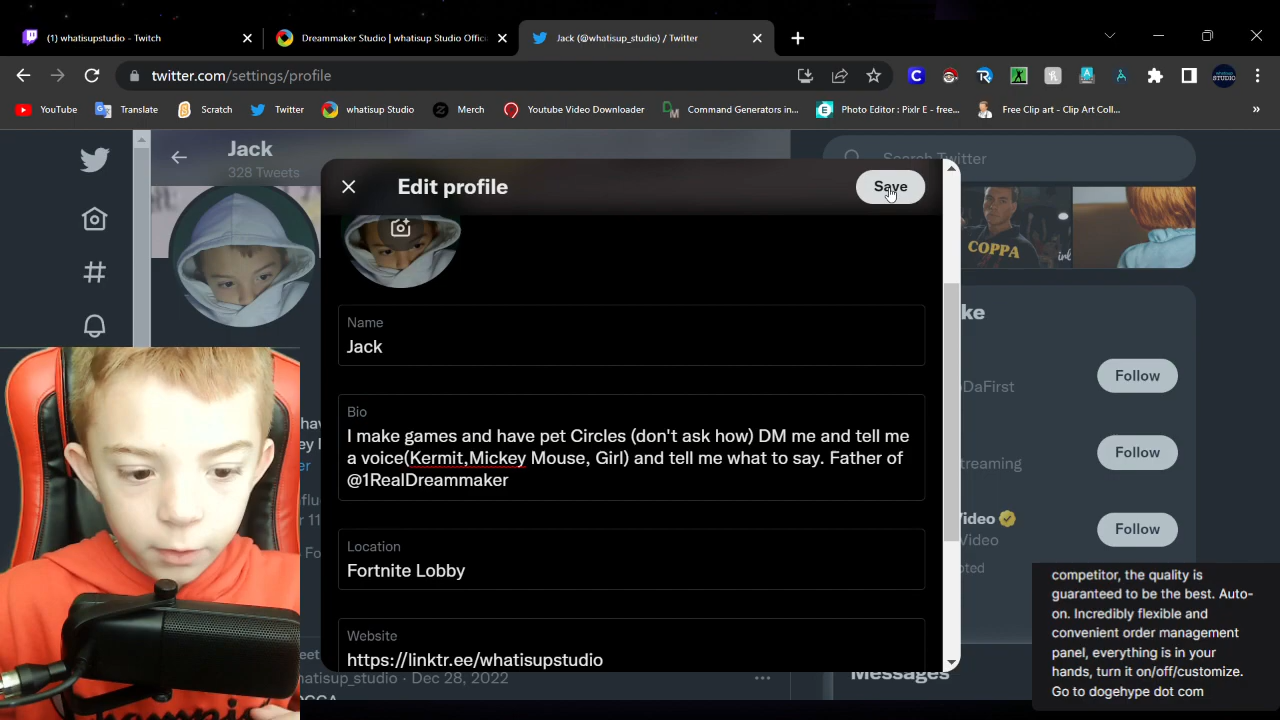 (1) whatisupstudio - Twitch
Dreammaker Studio | whatisup Studio Offic
Jack (@whatisup_studio) / Twitter
twitter.com/settings/profile
YouTube
Translate
Scratch
Twitter
whatisup Studio
Merch
Youtube Video Downloader
Command Generators in...
Photo Editor : Pixlr E - free...
Free Clip art - Clip Art Coll...
»
Jack
328 Tweets
Search Twitter
Edit profile
Save
COPPA
Name
Jack
Bio
I make games and have pet Circles (don't ask how) DM me and tell me
a voice(Kermit,Mickey Mouse, Girl) and tell me what to say. Father of
@1RealDreammaker
Location
Fortnite Lobby
Website
https://linktr.ee/whatisupstudio
ke
Follow
DaFirst
Follow
treaming
Video
Follow
Video
oted
hatisup_studio · Dec 28, 2022
Messages
competitor, the quality is
guaranteed to be the best. Auto-
on. Incredibly flexible and
convenient order management
panel, everything is in your
hands, turn it on/off/customize.
Go to dogehype dot com